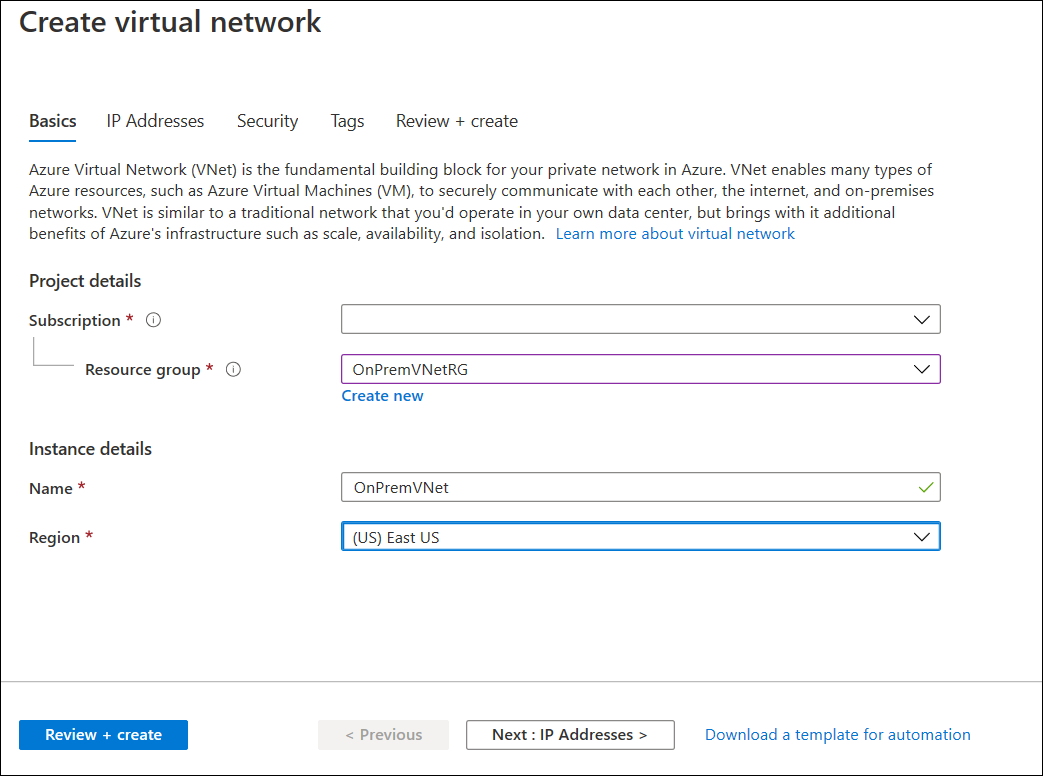 Create virtual network
Basics IP Addresses Security Tags Review + create
Azure Virtual Network (VNet) is the fundamental building block for your private network in Azure. VNet enables many types of
Azure resources, such as Azure Virtual Machines (VM), to securely communicate with each other, the internet, and on-premises
networks. VNet is similar to a traditional network that you'd operate in your own data center, but brings with it additional
benefits of Azure's infrastructure such as scale, availability, and isolation. Learn more about virtual network
Project details
Subscription *
Resource group * OnPremVNetRG
Create new
Instance details
Name * OnPremVNet
Region * (US) East US
Review + create < Previous Next : IP Addresses > Download a template for automation